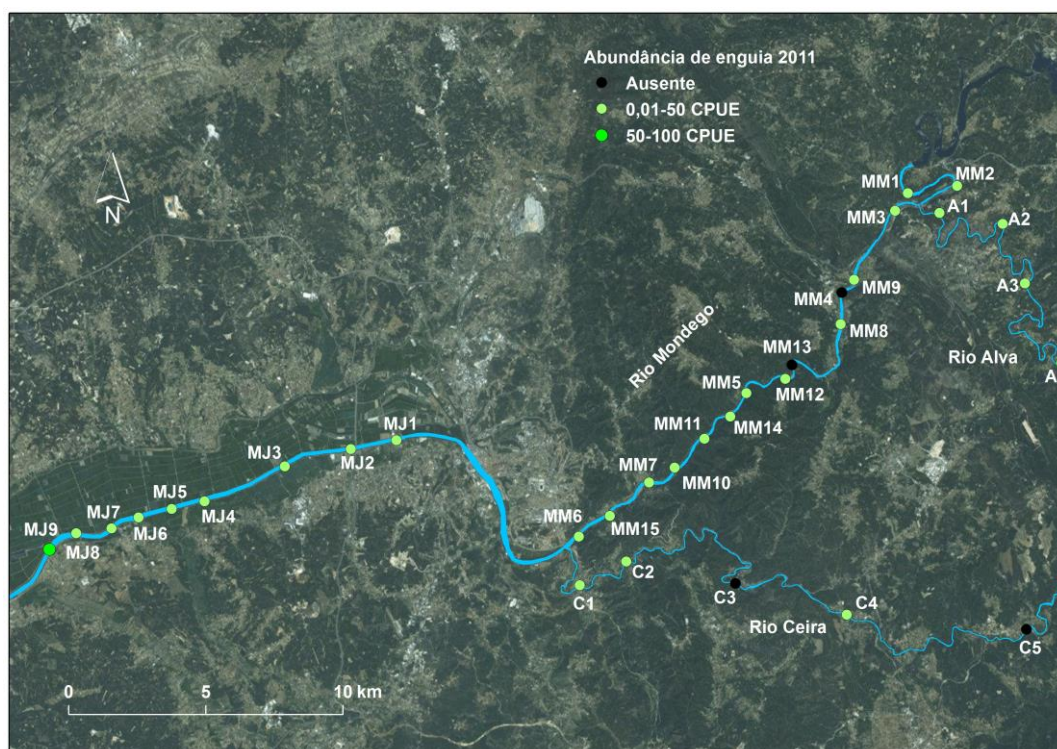 Abundância de enguia 2011
Ausente
0,01-50 CPUE
50-100 CPUE
N
MM1
MM2
MM3
A1
A2
A3
MM9
MM4
MM8
Rio Mondego
MM13
Rio Alva
A
MM12
MM5
MM14
MM11
MJ1
MJ2
MJ3
MM7
MM10
MJ5
MJ4
MJ7
MJ6
MJ9
MJ8
MM6
MM15
C2
C1
C3
C4
Rio Ceira
C5
0 5 10 km